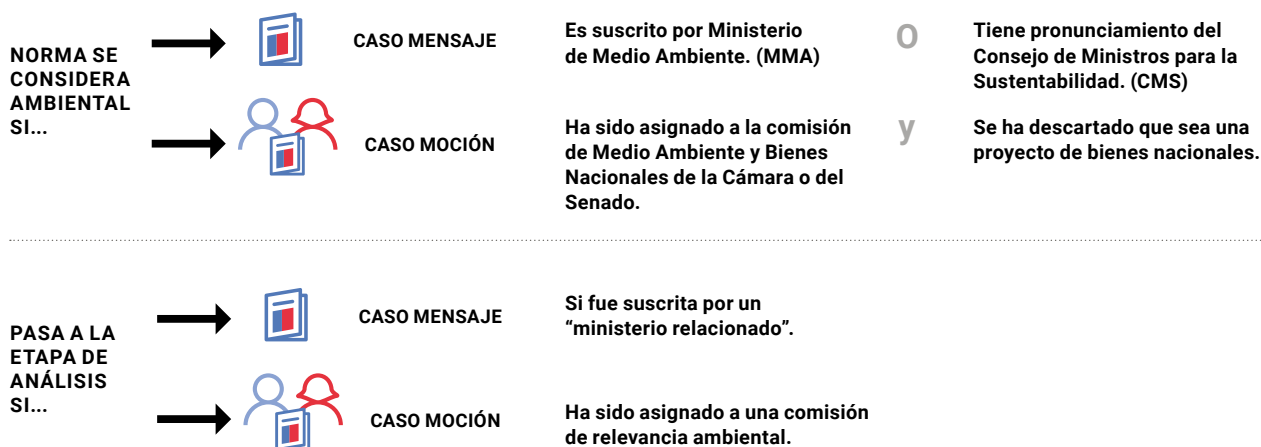 NORMA SE
CONSIDERA
AMBIENTAL
SI...
CASO MENSAJE
Es suscrito por Ministerio
de Medio Ambiente. (MMA)
O
Tiene pronunciamiento del
Consejo de Ministros para la
Sustentabilidad. (CMS)
CASO MOCIÓN
Ha sido asignado a la comisión
de Medio Ambiente y Bienes
Nacionales de la Cámara o del
Senado.
y
Se ha descartado que sea una
proyecto de bienes nacionales.
PASA A LA
ETAPA DE
ANÁLISIS
SI...
CASO MENSAJE
Si fue suscrita por un
“ministerio relacionado”.
CASO MOCIÓN
Ha sido asignado a una comisión
de relevancia ambiental.